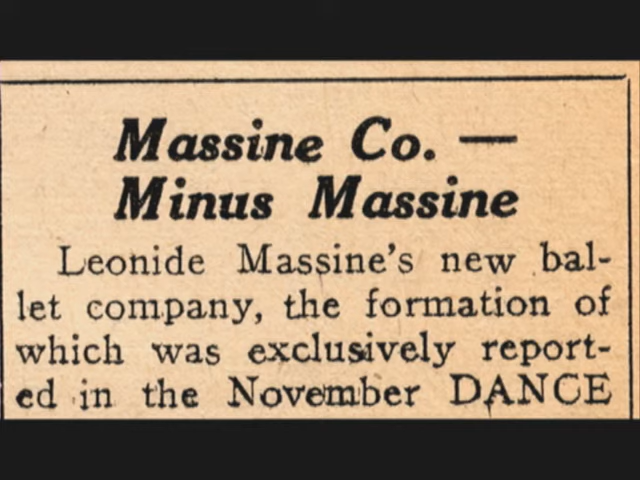 Massine Co. —
Minus Massine
Leonide Massine's new bal-
let company, the formation of
which was exclusively report-
ed in the November DANCE